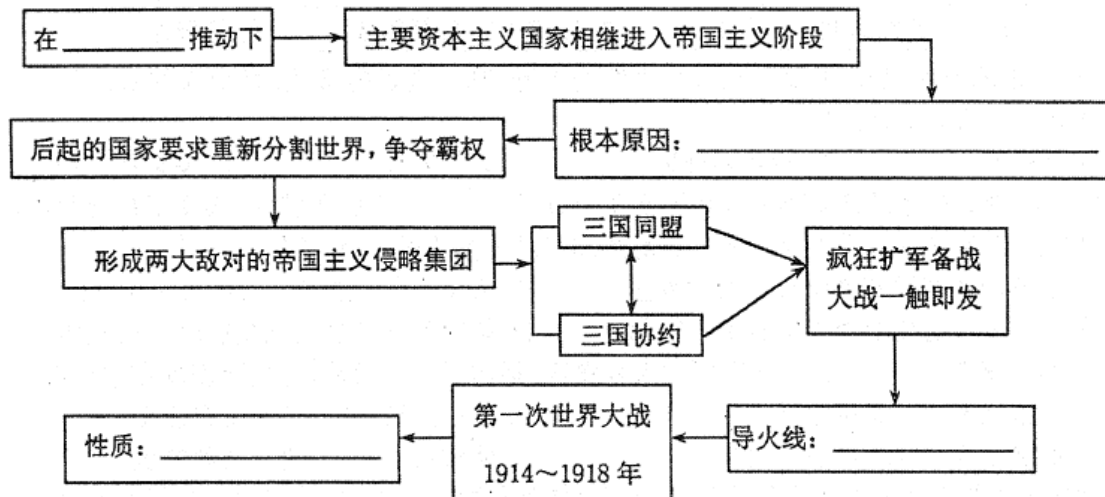 在__________推动下
主要资本主义国家相继进入帝国主义阶段
根本原因：______________________________
后起的国家要求重新分割世界，争夺霸权
形成两大敌对的帝国主义侵略集团
三国同盟
三国协约
疯狂扩军备战
大战一触即发
导火线：____________
第一次世界大战
1914～1918年
性质：________________